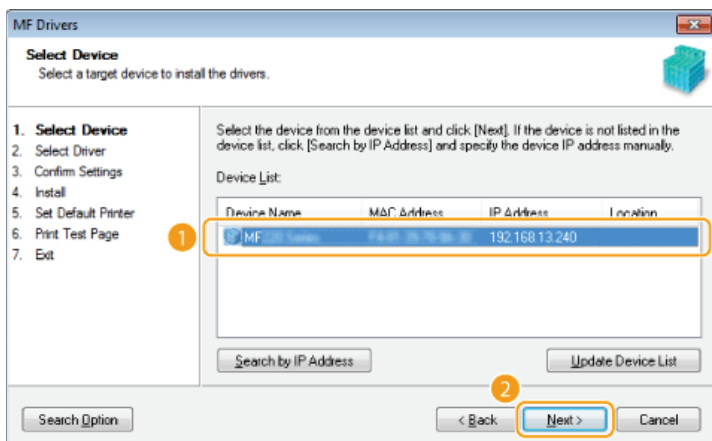 MF Drivers
Select Device
Select a target device to install the drivers.
1. Select Device
2. Select Driver
3. Confirm Settings
4. Install
5. Set Default Printer
6. Print Test Page
7. Exit
Select the device from the device list and click [Next]. If the device is not listed in the
device list, click [Search by IP Address] and specify the device IP address manually.
Device List:
Device Name MAC Address IP Address Location
1
MF 192.168.13.240
Search by IP Address Update Device List
2
Search Option < Back Next > Cancel